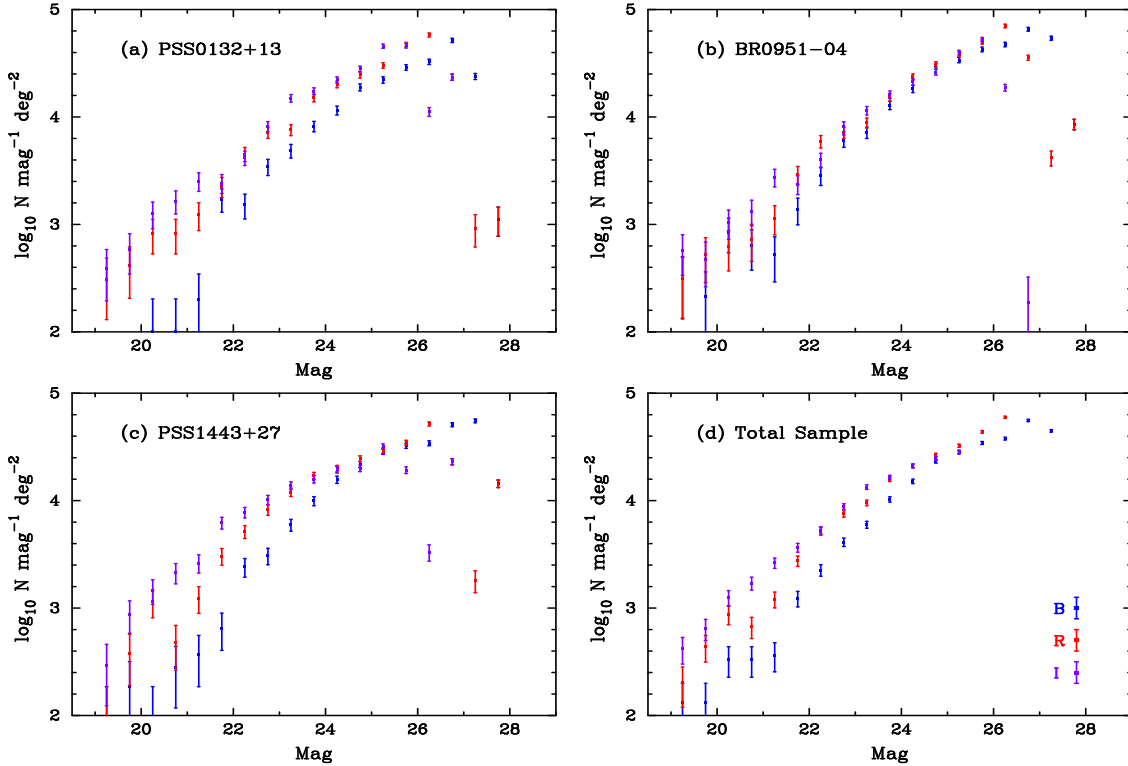 (a) PSS0132+13
log₁₀ N mag⁻¹ deg⁻²
5
4
3
2
20 22 24 26 28
Mag
(b) BR0951−04
log₁₀ N mag⁻¹ deg⁻²
5
4
3
2
20 22 24 26 28
Mag
(c) PSS1443+27
log₁₀ N mag⁻¹ deg⁻²
5
4
3
2
20 22 24 26 28
Mag
(d) Total Sample
log₁₀ N mag⁻¹ deg⁻²
5
4
3
2
B
R
I
20 22 24 26 28
Mag